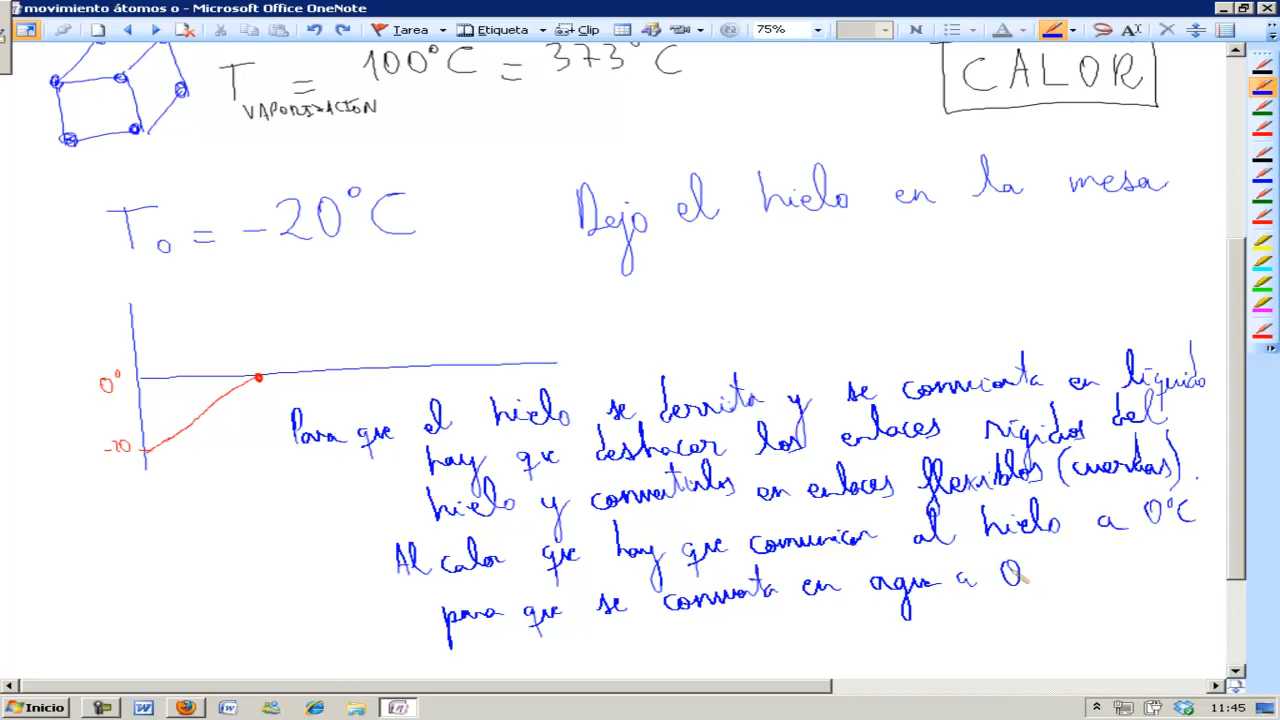 movimiento átomos o - Microsoft Office OneNote
Tarea Etiqueta Clip 75% N A
T VAPORIZACIÓN = 100°C = 373°C
CALOR
T₀ = -20°C
Dejo el hielo en la mesa
0°
-20
Para que el hielo se derrita y se convierta en líquido
hay que deshacer los enlaces rígidos del
hielo y convertirlos en enlaces flexibles (cuerdas).
Al calor que hay que comunicar al hielo a 0°C
para que se convierta en agua a 0
Inicio
11:45